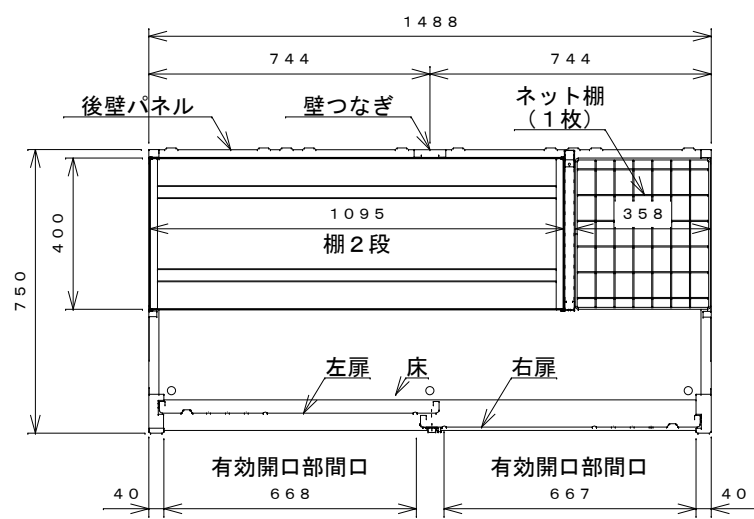 1488
744 744
後壁パネル 壁つなぎ ネット棚
（1枚）
1095 358
400
棚２段
750
左扉 床 右扉
有効開口部間口 有効開口部間口
40 668 667 40